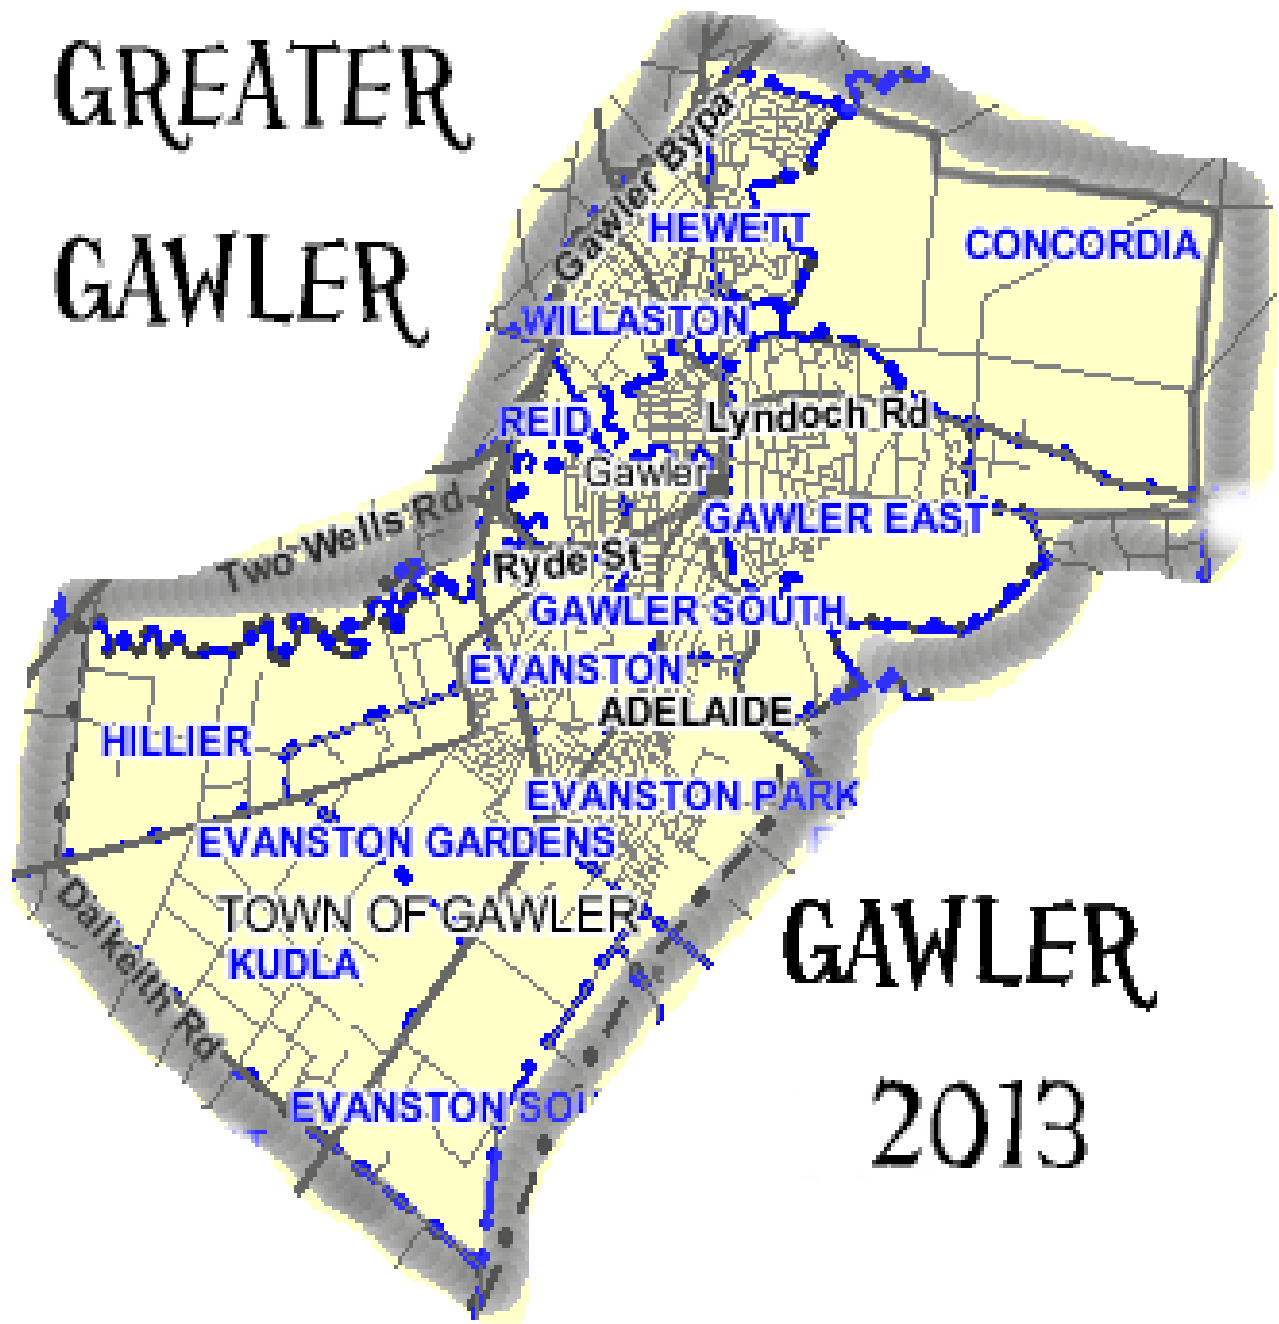 GREATER
GAWLER
Gawler Bypa
HEWETT
CONCORDIA
WILLASTON
REID
Lyndoch Rd
Gawler
Two Wells Rd
GAWLER EAST
Ryde St
GAWLER SOUTH
EVANSTON
ADELAIDE
HILLIER
EVANSTON PARK
EVANSTON GARDENS
TOWN OF GAWLER
KUDLA
Dalkeith Rd
EVANSTON SOU
GAWLER
2013